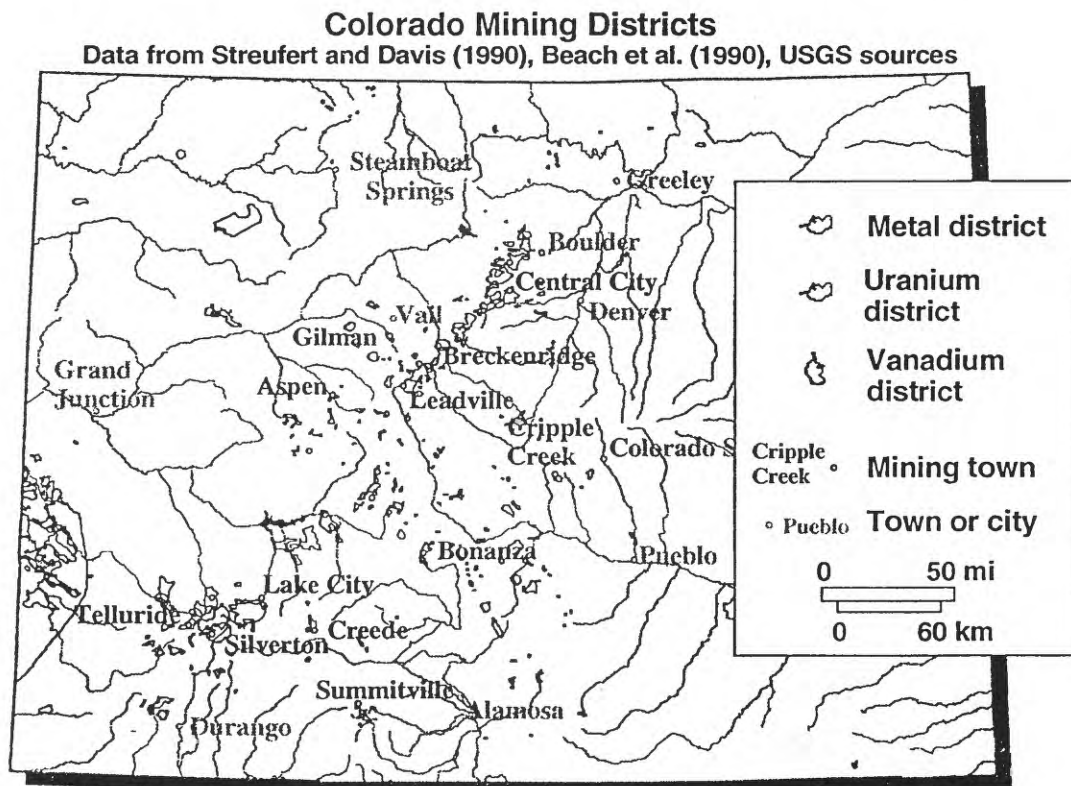 Colorado Mining Districts
Data from Streufert and Davis (1990), Beach et al. (1990), USGS sources
Steamboat
Springs
Greeley
Boulder
Central City
Denver
Vail
Gilman
Breckenridge
Grand
Junction
Aspen
Leadville
Cripple
Creek
Colorado S
Bonanza
Pueblo
Lake City
Telluride
Silverton
Creede
Summitville
Alamosa
Durango
Metal district
Uranium
district
Vanadium
district
Cripple
Creek
Mining town
Pueblo
Town or city
0 50 mi
0 60 km